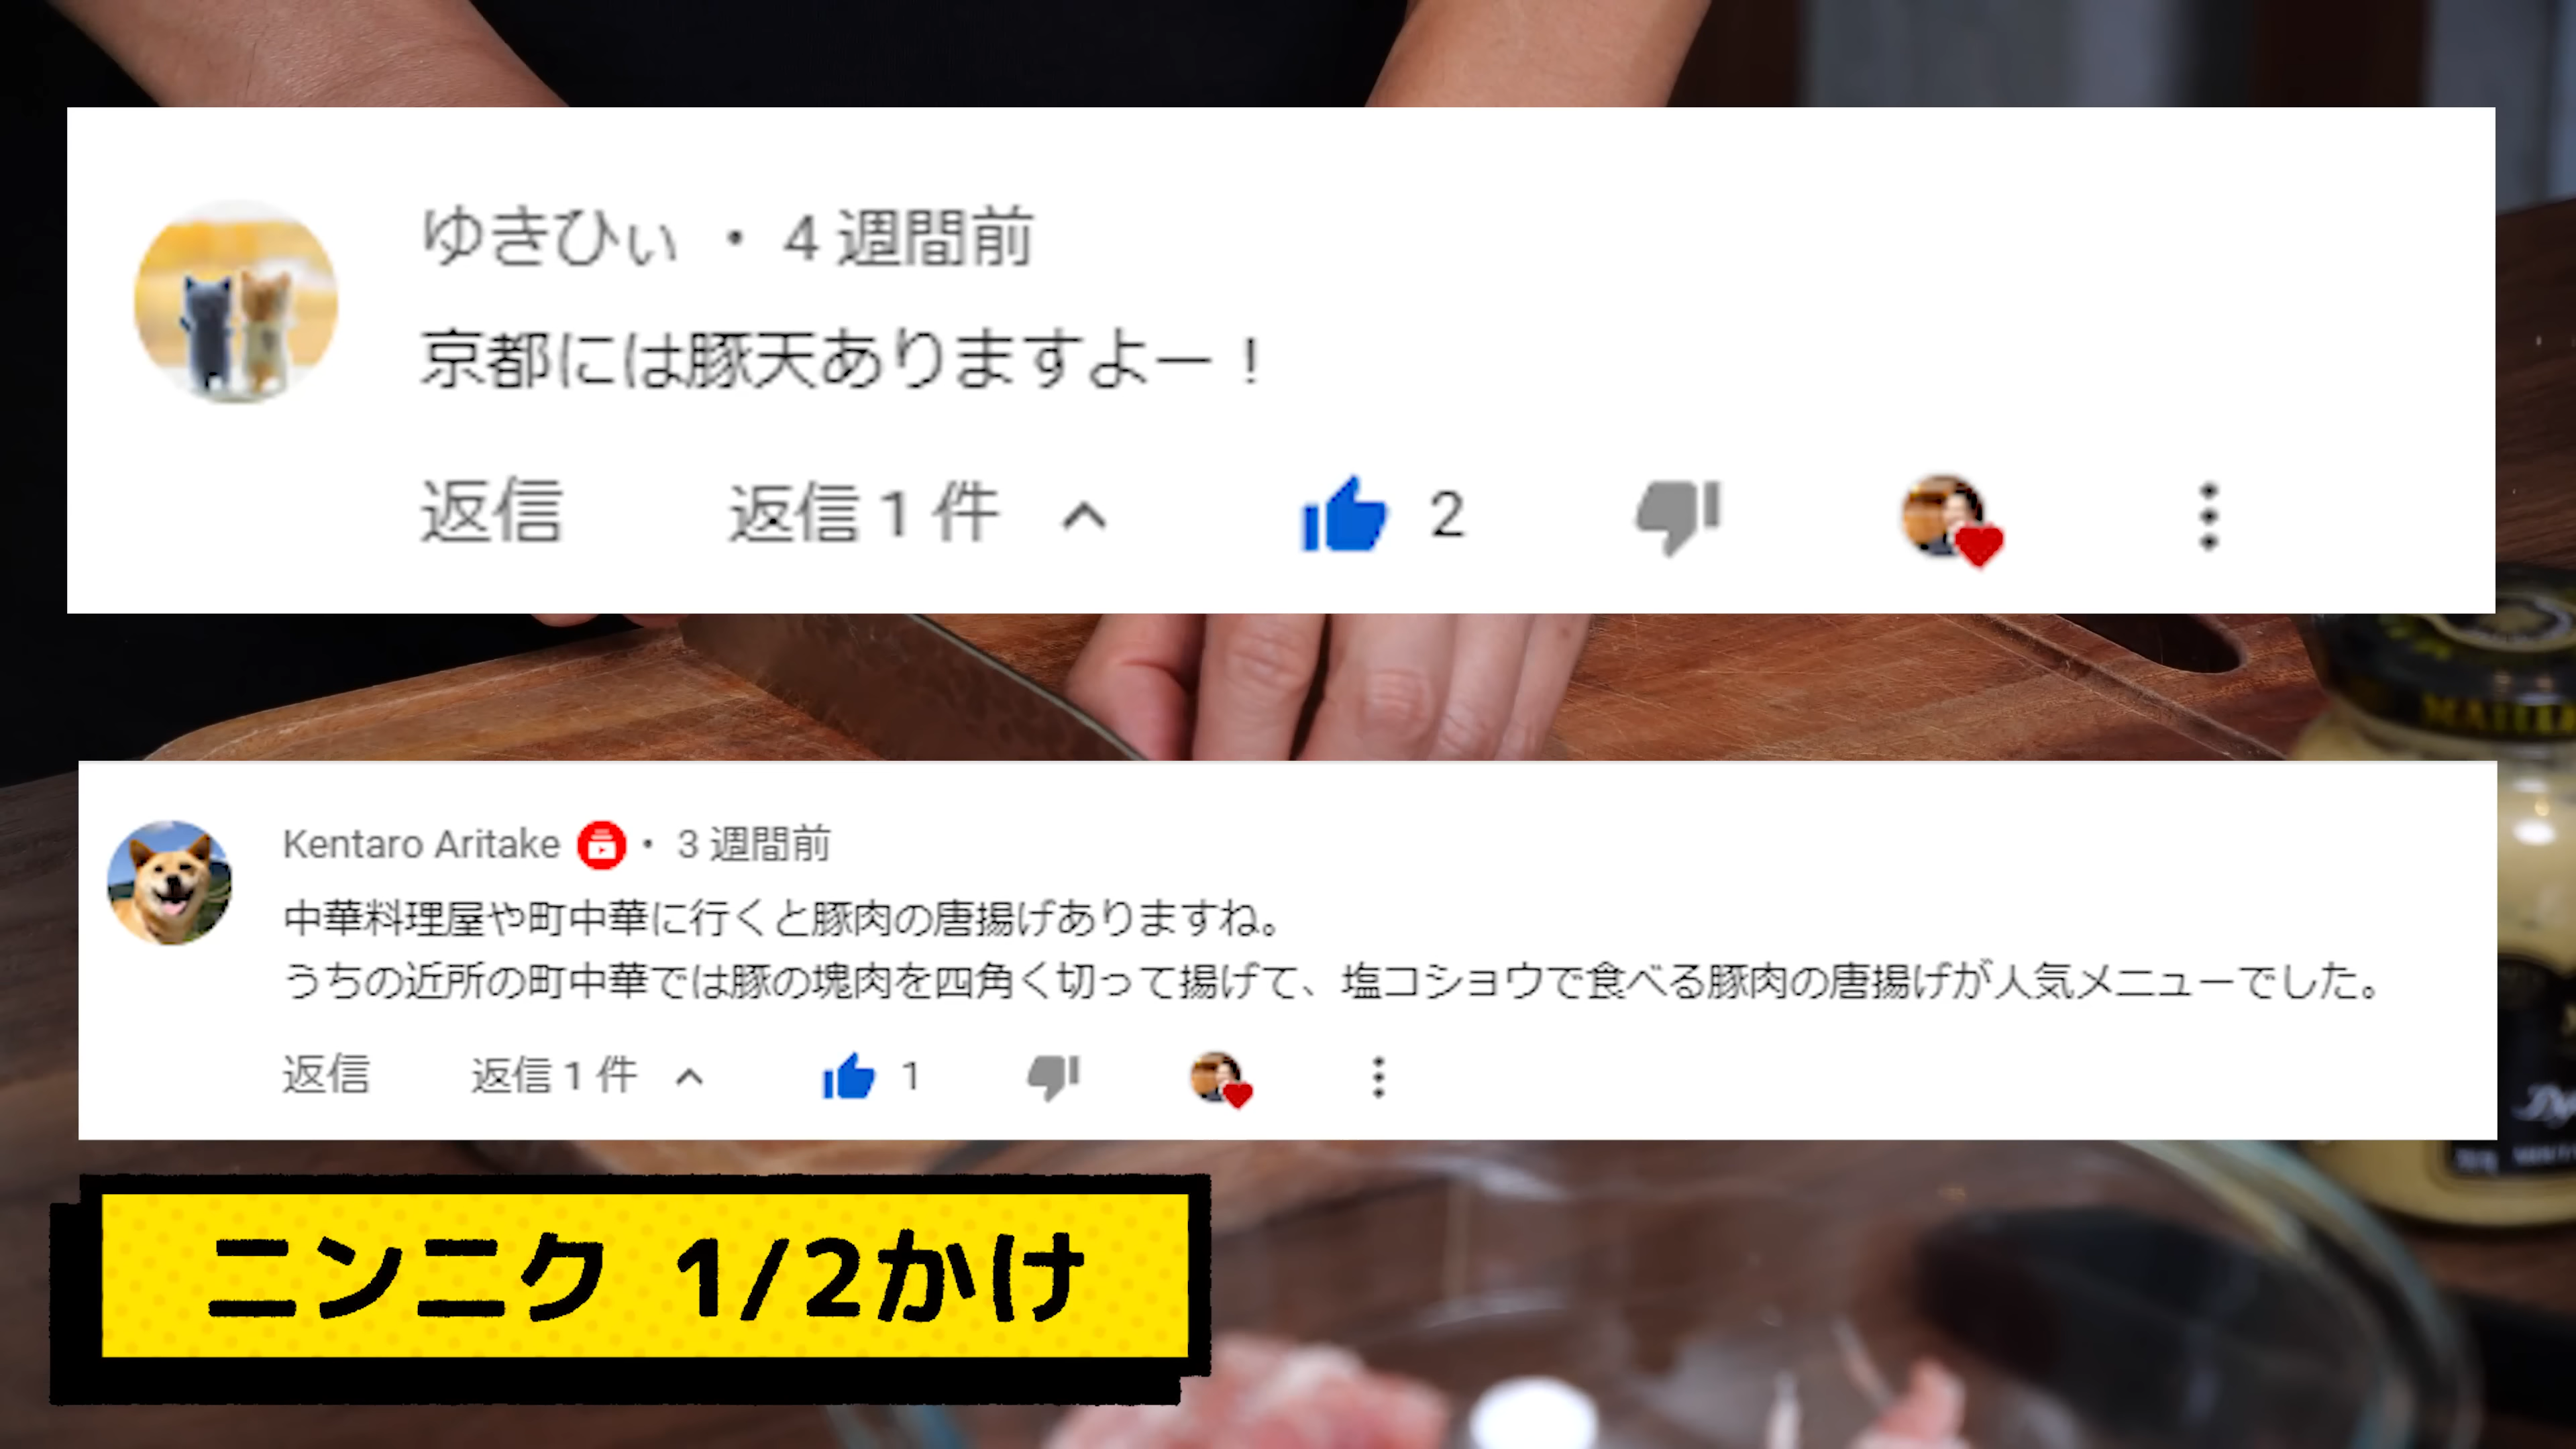 ゆきひぃ ・ 4 週間前
京都には豚天ありますよー！
返信 返信 1 件 2
Kentaro Aritake ・ 3 週間前
中華料理屋や町中華に行くと豚肉の唐揚げありますね。
うちの近所の町中華では豚の塊肉を四角く切って揚げて、塩コショウで食べる豚肉の唐揚げが人気メニューでした。
返信 返信 1 件 1
ニンニク 1/2かけ